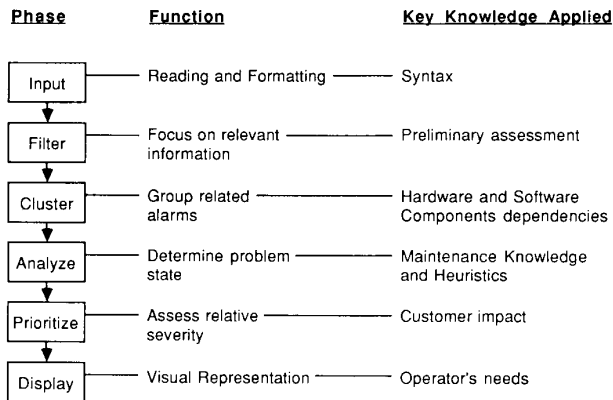 Phase Function Key Knowledge Applied
Input Reading and Formatting Syntax
Filter Focus on relevant information Preliminary assessment
Cluster Group related alarms Hardware and Software Components dependencies
Analyze Determine problem state Maintenance Knowledge and Heuristics
Prioritize Assess relative severity Customer impact
Display Visual Representation Operator's needs